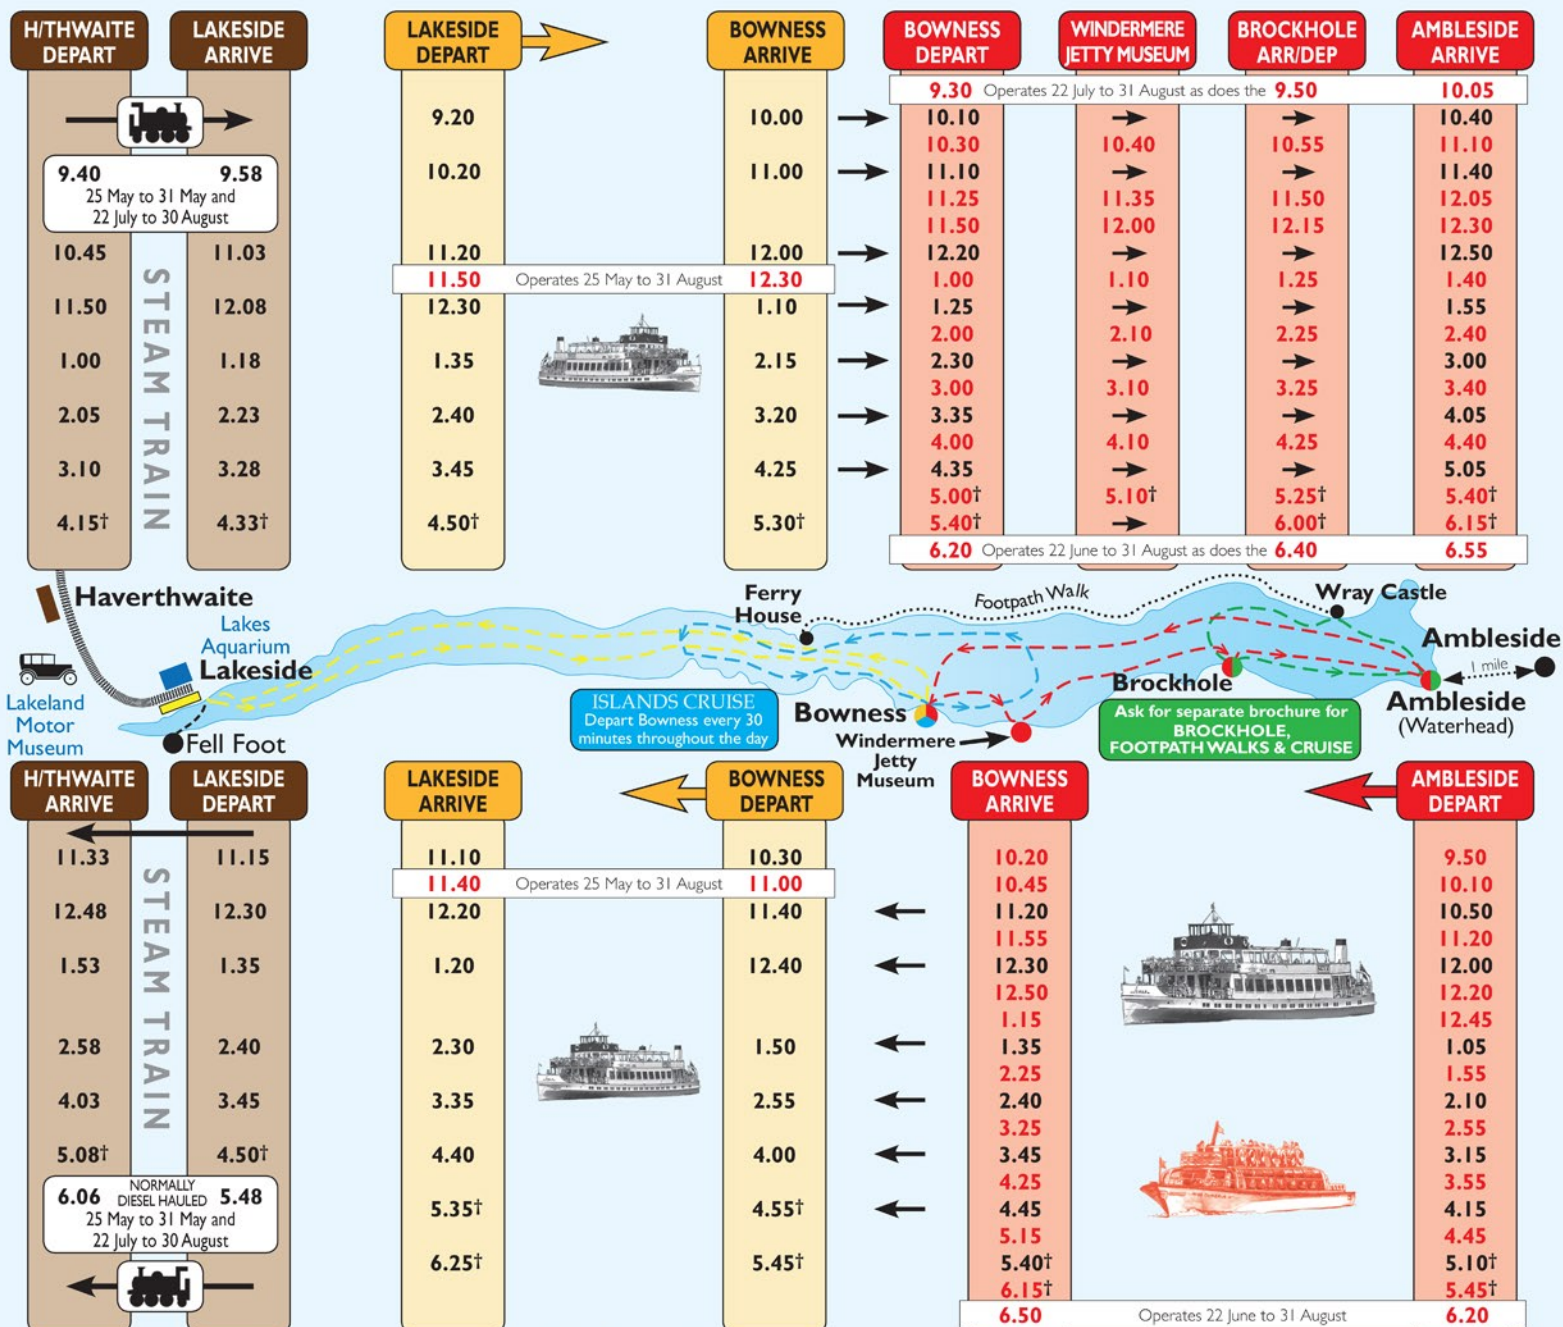 H/THWAITE DEPART
LAKESIDE ARRIVE
LAKESIDE DEPART
BOWNESS ARRIVE
BOWNESS DEPART
WINDERMERE JETTY MUSEUM
BROCKHOLE ARR/DEP
AMBLESIDE ARRIVE
9.30 Operates 22 July to 31 August as does the 9.50 10.05
9.20 10.00 10.10 10.40
10.30 10.40 10.55 11.10
9.40 9.58
25 May to 31 May and
22 July to 30 August
10.20 11.00 11.10 11.40
11.25 11.35 11.50 12.05
11.50 12.00 12.15 12.30
10.45 11.03 11.20 12.00 12.20 12.50
11.50 Operates 25 May to 31 August 12.30 1.00 1.10 1.25 1.40
11.50 12.08 12.30 1.10 1.25 1.55
2.00 2.10 2.25 2.40
1.00 1.18 1.35 2.15 2.30 3.00
3.00 3.10 3.25 3.40
2.05 2.23 2.40 3.20 3.35 4.05
4.00 4.10 4.25 4.40
3.10 3.28 3.45 4.25 4.35 5.05
5.00† 5.10† 5.25† 5.40†
4.15† 4.33† 4.50† 5.30† 5.40† 6.00† 6.15†
6.20 Operates 22 June to 31 August as does the 6.40 6.55
STEAM TRAIN
Haverthwaite
Lakes
Aquarium
Lakeside
Lakeland
Motor
Museum
Fell Foot
Ferry
House
Footpath Walk
Wray Castle
Ambleside
1 mile
Ambleside
(Waterhead)
Brockhole
Bowness
Windermere
Jetty
Museum
ISLANDS CRUISE
Depart Bowness every 30
minutes throughout the day
Ask for separate brochure for
BROCKHOLE,
FOOTPATH WALKS & CRUISE
H/THWAITE ARRIVE
LAKESIDE DEPART
LAKESIDE ARRIVE
BOWNESS DEPART
BOWNESS ARRIVE
AMBLESIDE DEPART
11.33 11.15 11.10 10.30 10.20 9.50
11.40 Operates 25 May to 31 August 11.00 10.45 10.10
12.48 12.30 12.20 11.40 11.20 10.50
11.55 11.20
1.53 1.35 1.20 12.40 12.30 12.00
12.50 12.20
1.15 12.45
2.58 2.40 2.30 1.50 1.35 1.05
2.25 1.55
4.03 3.45 3.35 2.55 2.40 2.10
3.25 2.55
5.08† 4.50† 4.40 4.00 3.45 3.15
4.25 3.55
6.06 NORMALLY DIESEL HAULED 5.48
25 May to 31 May and
22 July to 30 August
5.35† 4.55† 4.45 4.15
5.15 4.45
6.25† 5.45† 5.40† 5.10†
6.15† 5.45†
6.50 Operates 22 June to 31 August 6.20
STEAM TRAIN